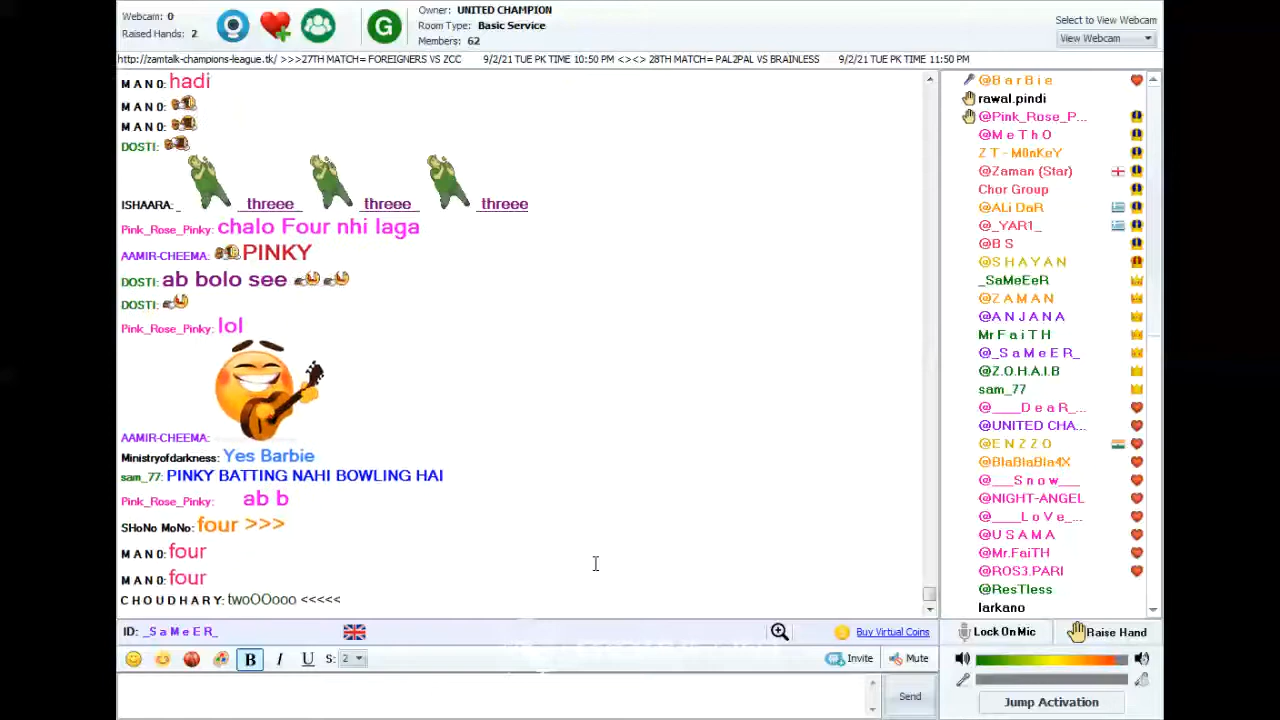 Webcam: 0
Raised Hands: 2
G
Owner: UNITED CHAMPION
Room Type: Basic Service
Members: 62
Select to View Webcam
View Webcam
http://zamtalk-champions-league.tk/ >>>27TH MATCH= FOREIGNERS VS ZCC 9/2/21 TUE PK TIME 10:50 PM <><> 28TH MATCH= PAL2PAL VS BRAINLESS 9/2/21 TUE PK TIME 11:50 PM
M A N 0: hadi
M A N 0:
M A N 0:
DOSTI:
ISHAARA: _ threee threee threee
Pink_Rose_Pinky: chalo Four nhi laga
AAMIR-CHEEMA: PINKY
DOSTI: ab bolo see
DOSTI:
Pink_Rose_Pinky: lol
AAMIR-CHEEMA:
Ministryofdarkness: Yes Barbie
sam_77: PINKY BATTING NAHI BOWLING HAI
Pink_Rose_Pinky: ab b
SHoNo MoNo: four >>>
M A N 0: four
M A N 0: four
C H O U D H A R Y: twoOOooo <<<<<
@B a r B i e
rawal.pindi
@Pink_Rose_P...
@M e T h O
Z T - M0nKeY
@Zaman (Star)
Chor Group
@ALi DaR
@_YAR1_
@B S
@S H A Y A N
_SaMeEeR
@Z A M A N
@A N J A N A
Mr F a i T H
@_S a M e E R_
@Z.O.H.A.I.B
sam_77
@____D e a R_...
@UNITED CHA...
@E N Z Z O
@BlaBlaBla4X
@___S n o w___
@NIGHT-ANGEL
@____L o V e_...
@U S A M A
@Mr.FaiTH
@ROS3.PARI
@ResTless
larkano
ID: _S a M e E R_
Buy Virtual Coins
Lock On Mic
Raise Hand
B I U S: 2
Invite
Mute
Send
Jump Activation